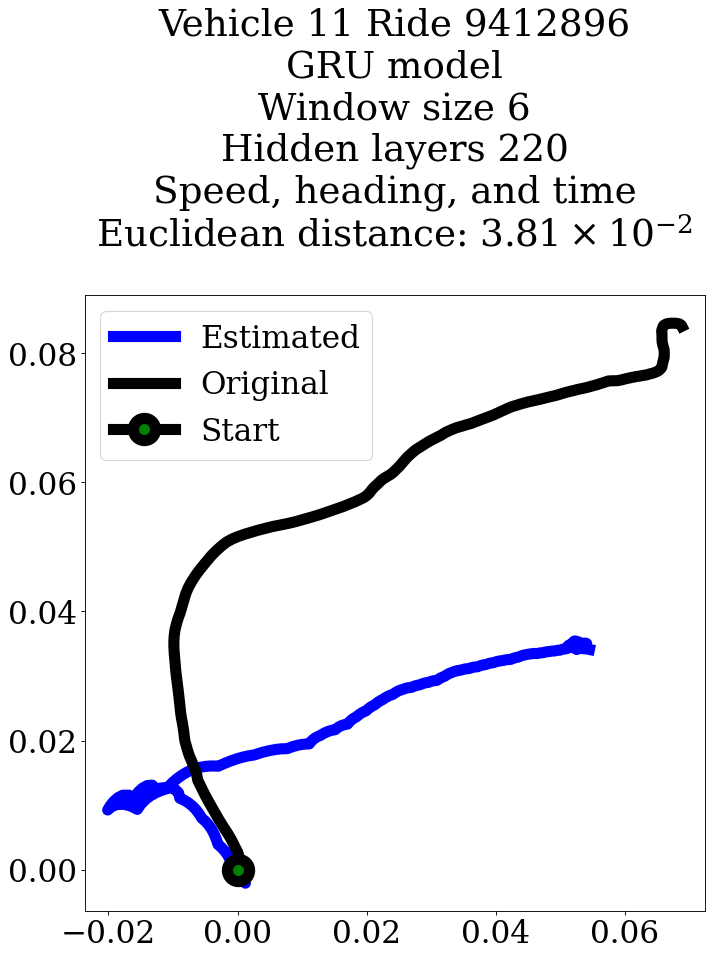 Vehicle 11 Ride 9412896
GRU model
Window size 6
Hidden layers 220
Speed, heading, and time
Euclidean distance: 3.81 × 10⁻²
Estimated
Original
Start
0.08
0.06
0.04
0.02
0.00
−0.02 0.00 0.02 0.04 0.06